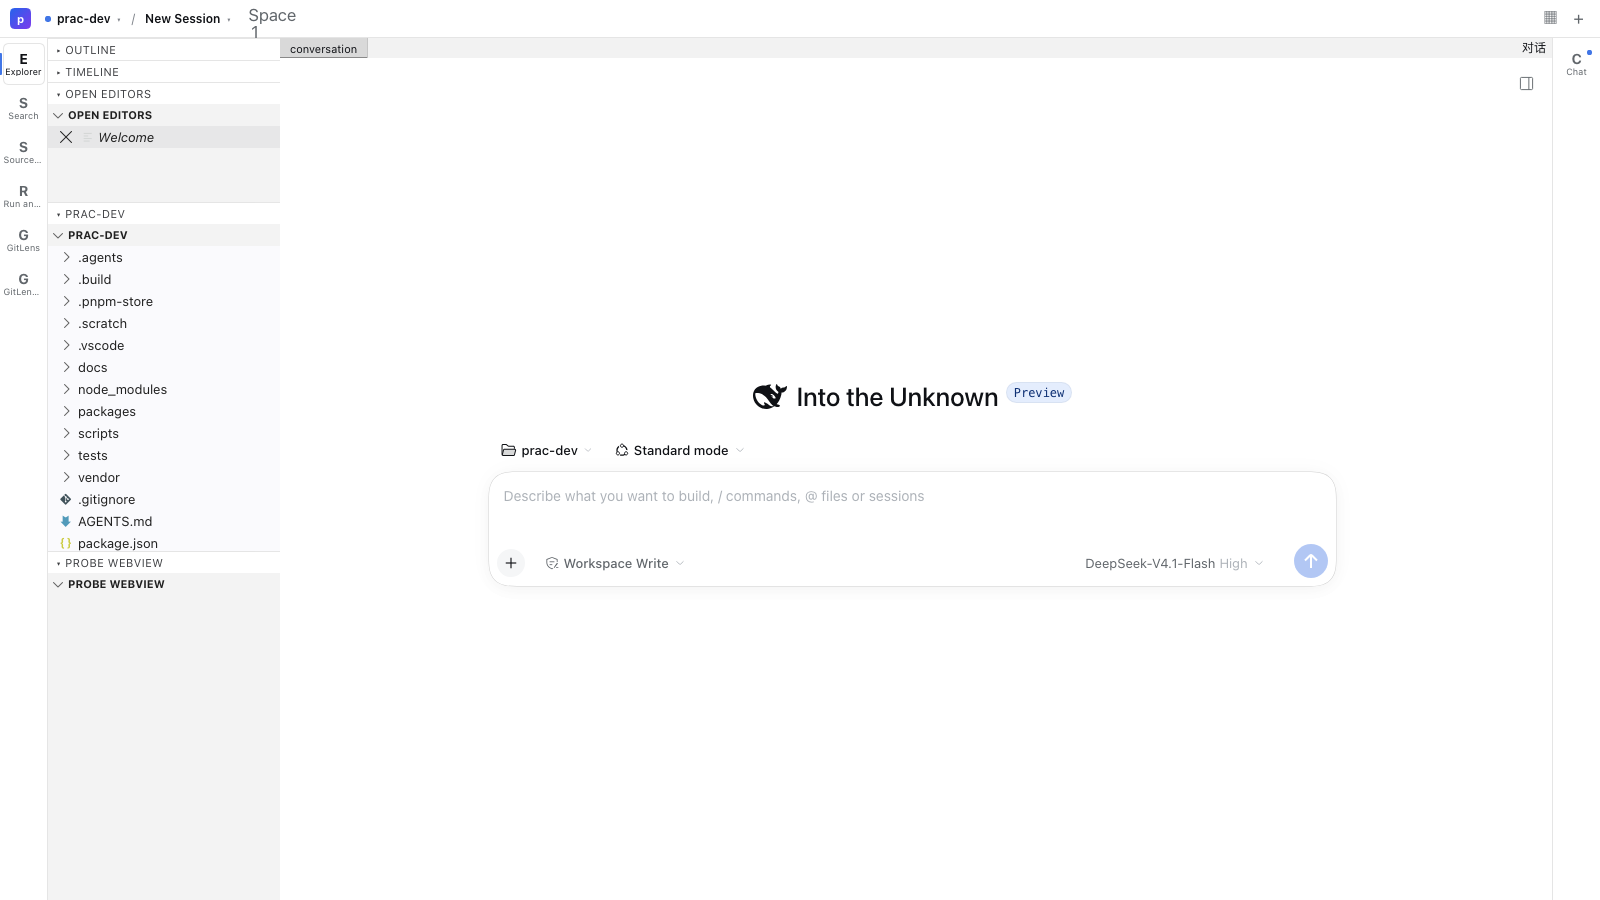 p
prac-dev
/
New Session
Space 1
+
E
Explorer
S
Search
S
Source...
R
Run an...
G
GitLens
G
GitLen...
OUTLINE
TIMELINE
OPEN EDITORS
OPEN EDITORS
Welcome
PRAC-DEV
PRAC-DEV
.agents
.build
.pnpm-store
.scratch
.vscode
docs
node_modules
packages
scripts
tests
vendor
.gitignore
AGENTS.md
{} package.json
PROBE WEBVIEW
PROBE WEBVIEW
conversation
对话
Into the Unknown
Preview
prac-dev
Standard mode
Describe what you want to build, / commands, @ files or sessions
+
Workspace Write
DeepSeek-V4.1-Flash High
C
Chat